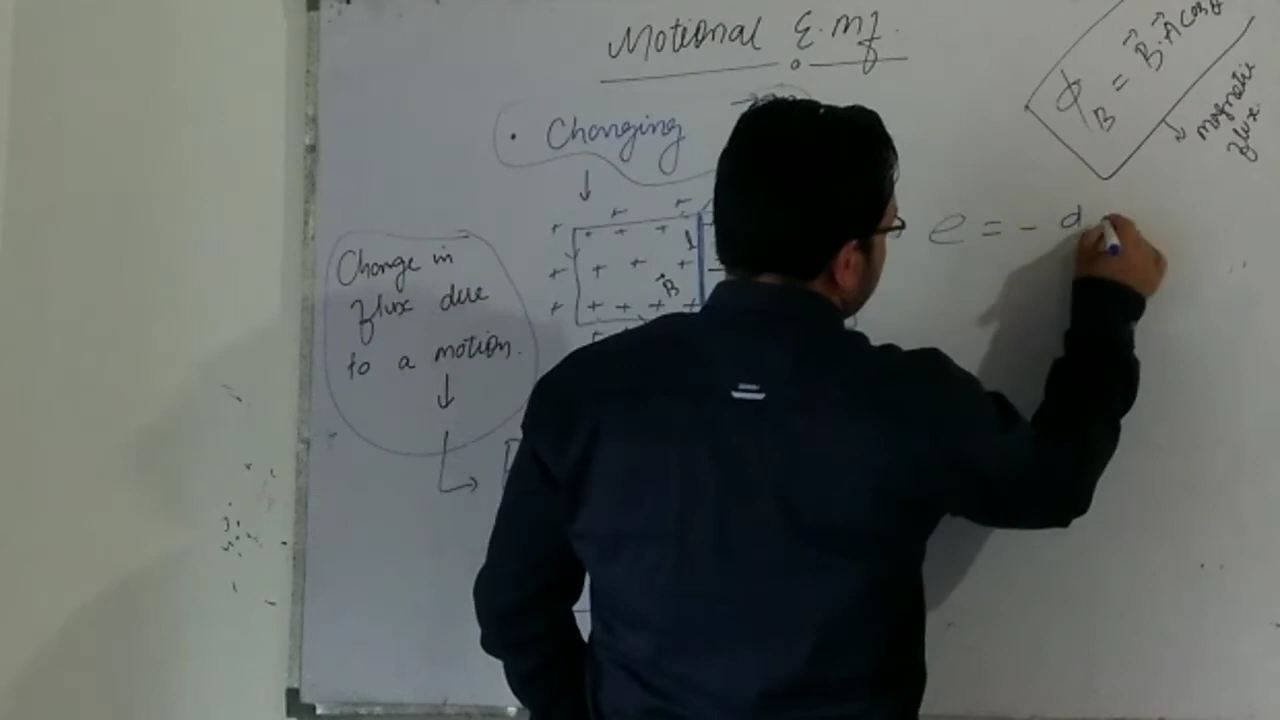 Motional E.mf.
• Changing
Change in
flux due
to a motion.
+ + +
+ + + l
+ + + +
B⃗
+ + + + +
e = - d
ϕ_B = B⃗.A⃗ cosθ
magnetic
flux.